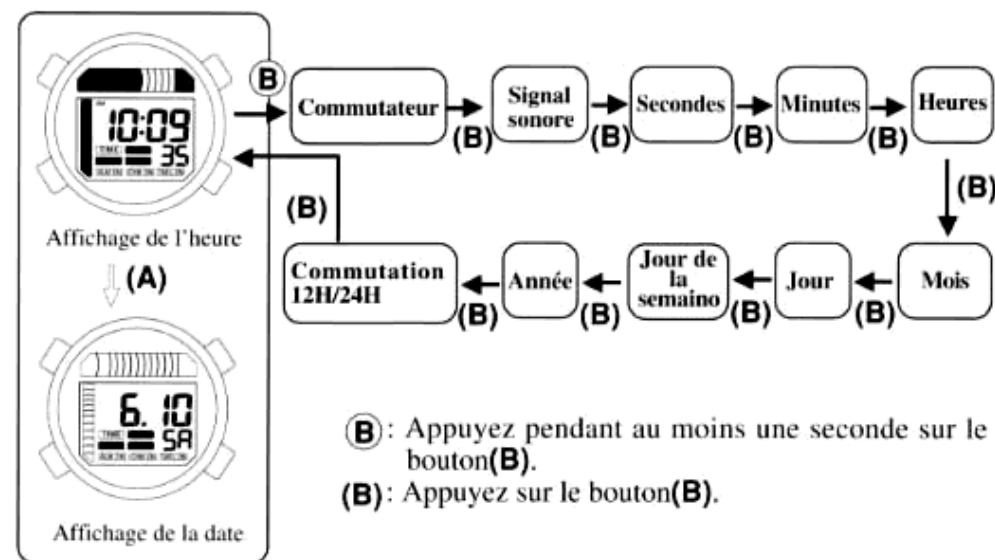 10:09
TIME
35
Affichage de l'heure
(A)
6. 10
TIME
SA
Affichage de la date
B
Commutateur
(B)
Signal
sonore
(B)
Secondes
(B)
Minutes
(B)
Heures
(B)
Mois
(B)
Jour
(B)
Jour de
la
semaino
(B)
Année
(B)
Commutation
12H/24H
(B)
B : Appuyez pendant au moins une seconde sur le
bouton(B).
(B) : Appuyez sur le bouton(B).